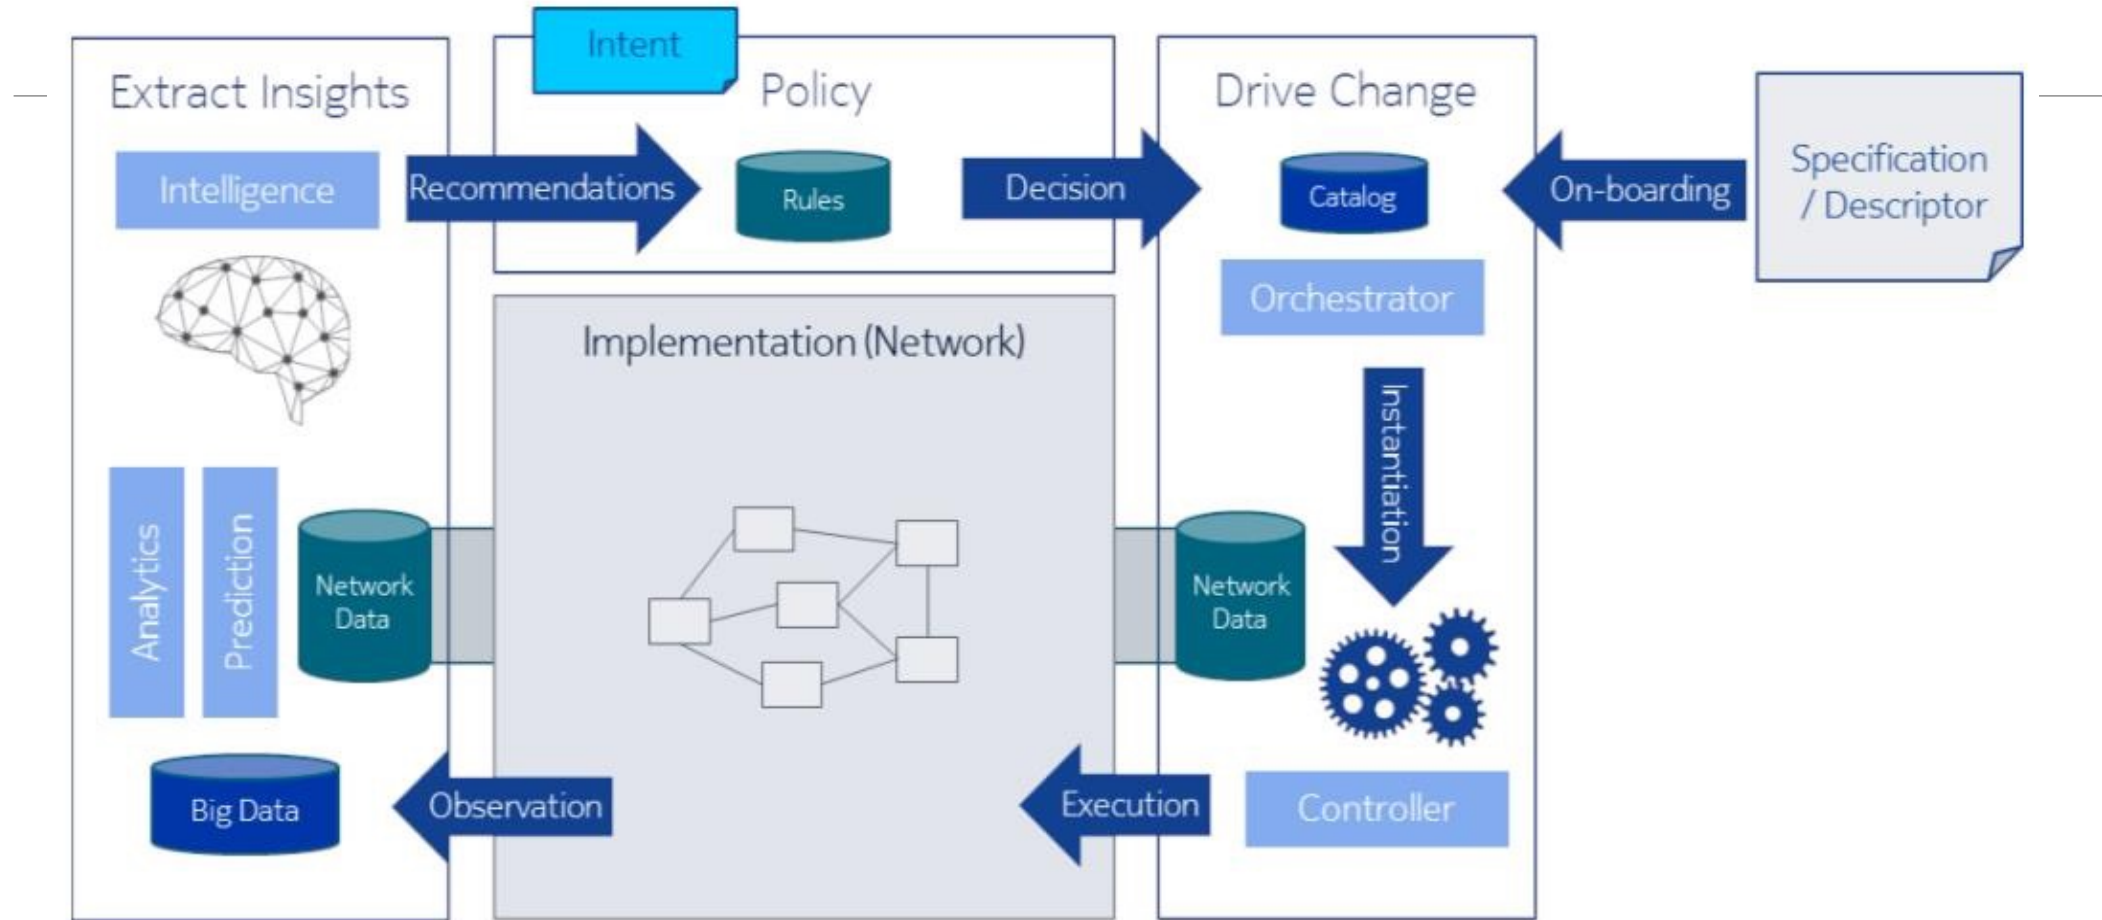 Intent
Extract Insights
Policy
Drive Change
Intelligence
Recommendations
Rules
Decision
Catalog
On-boarding
Specification
/ Descriptor
Orchestrator
Implementation (Network)
Instantiation
Analytics
Prediction
Network
Data
Network
Data
Big Data
Observation
Execution
Controller